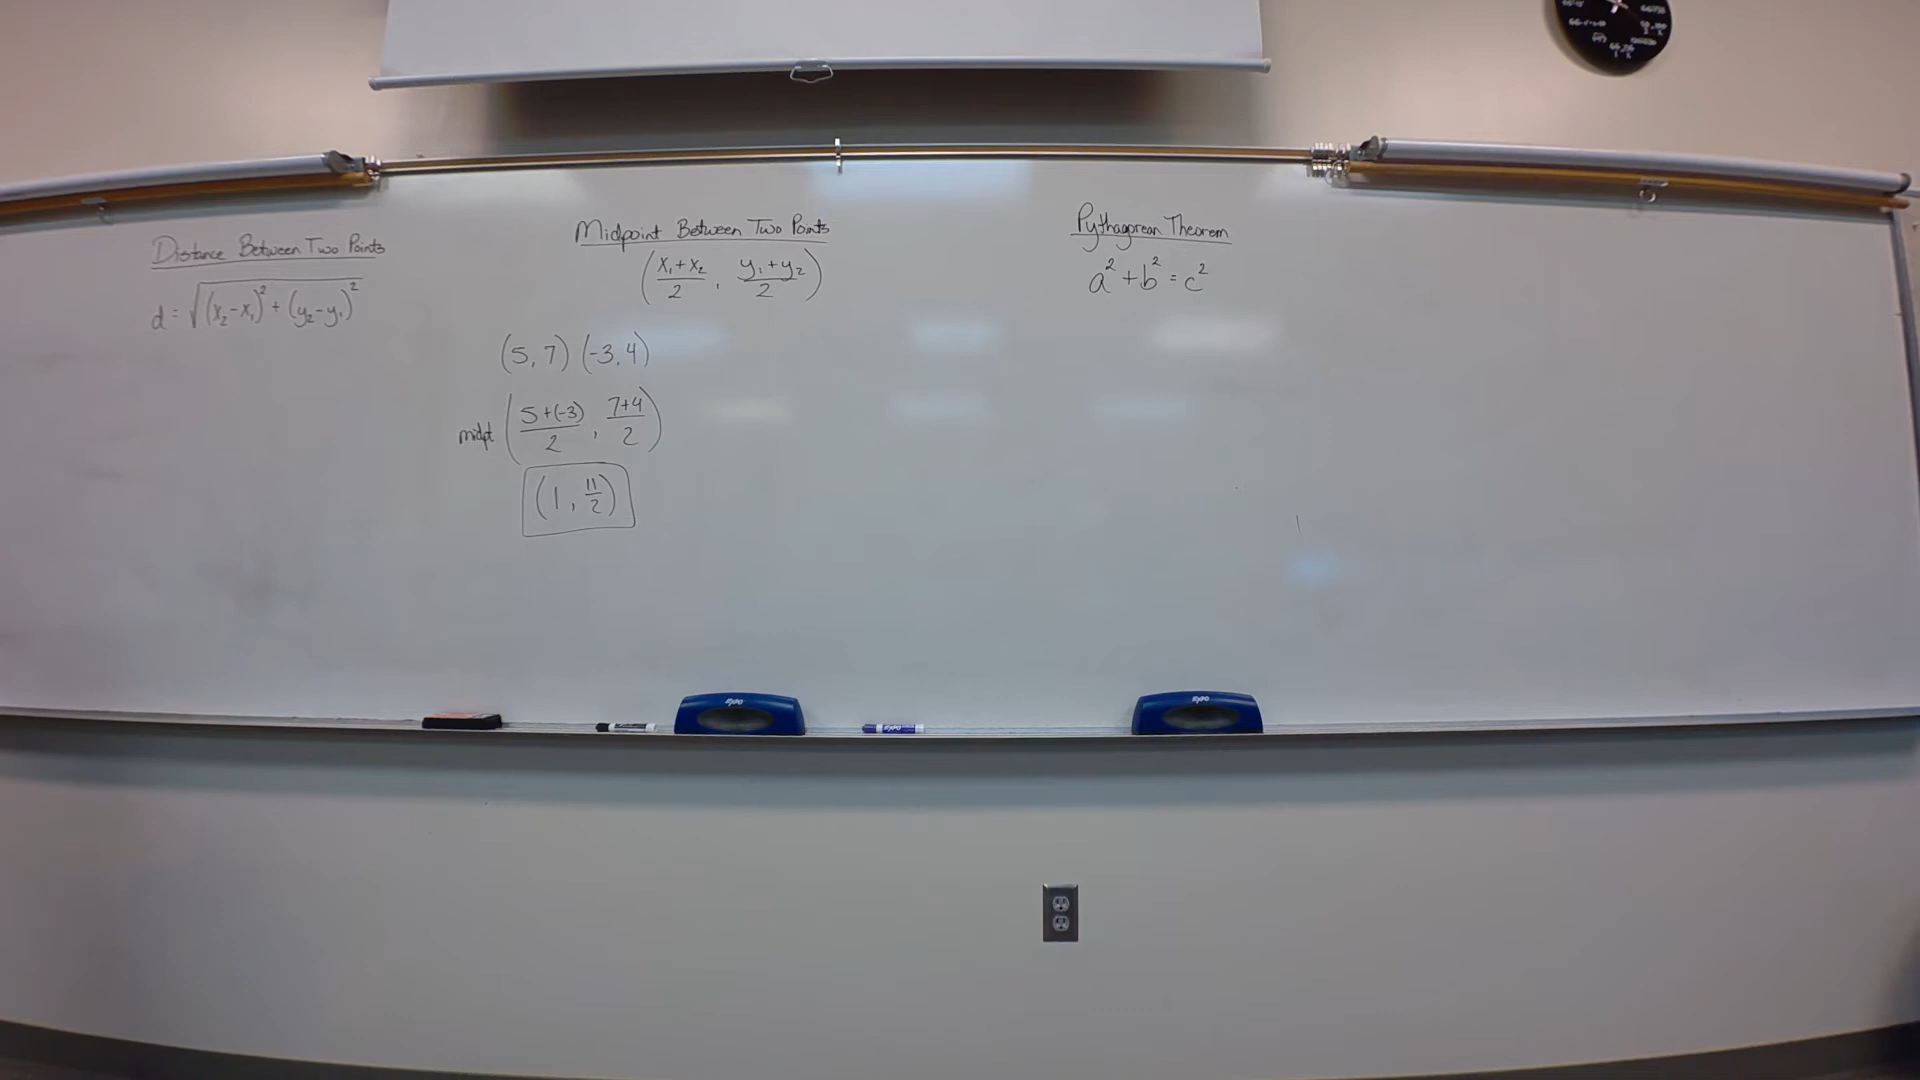 Distance Between Two Points
d = √((x₂-x₁)² + (y₂-y₁)²)
Midpoint Between Two Points
((x₁+x₂)/2, (y₁+y₂)/2)
(5,7) (-3,4)
midpt ((5+(-3))/2, (7+4)/2)
(1, 11/2)
Pythagorean Theorem
a² + b² = c²
EXPO
EXPO